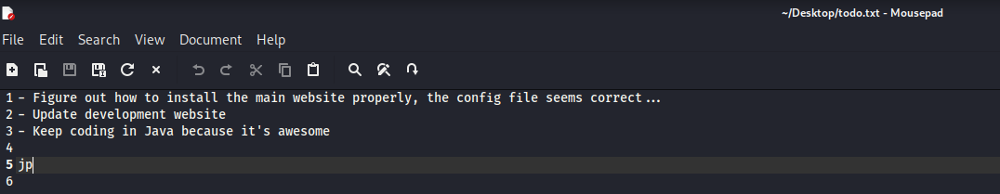 ~/Desktop/todo.txt - Mousepad
File Edit Search View Document Help
1 - Figure out how to install the main website properly, the config file seems correct...
2 - Update development website
3 - Keep coding in Java because it's awesome
4
5 jp
6